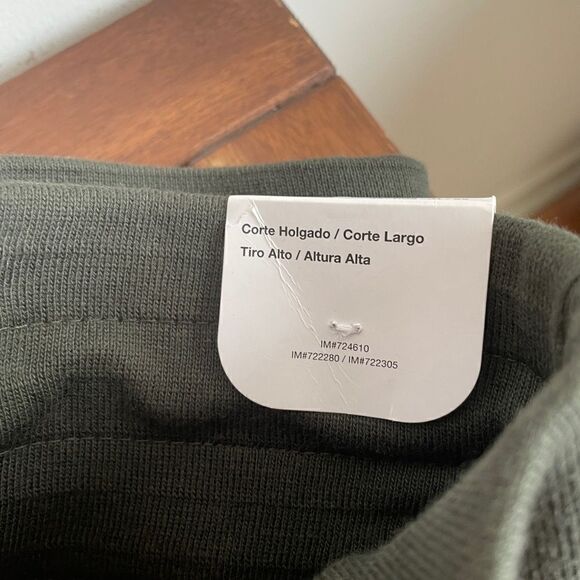 Corte Holgado / Corte Largo
Tiro Alto / Altura Alta
IM#724610
IM#722280 / IM#722305